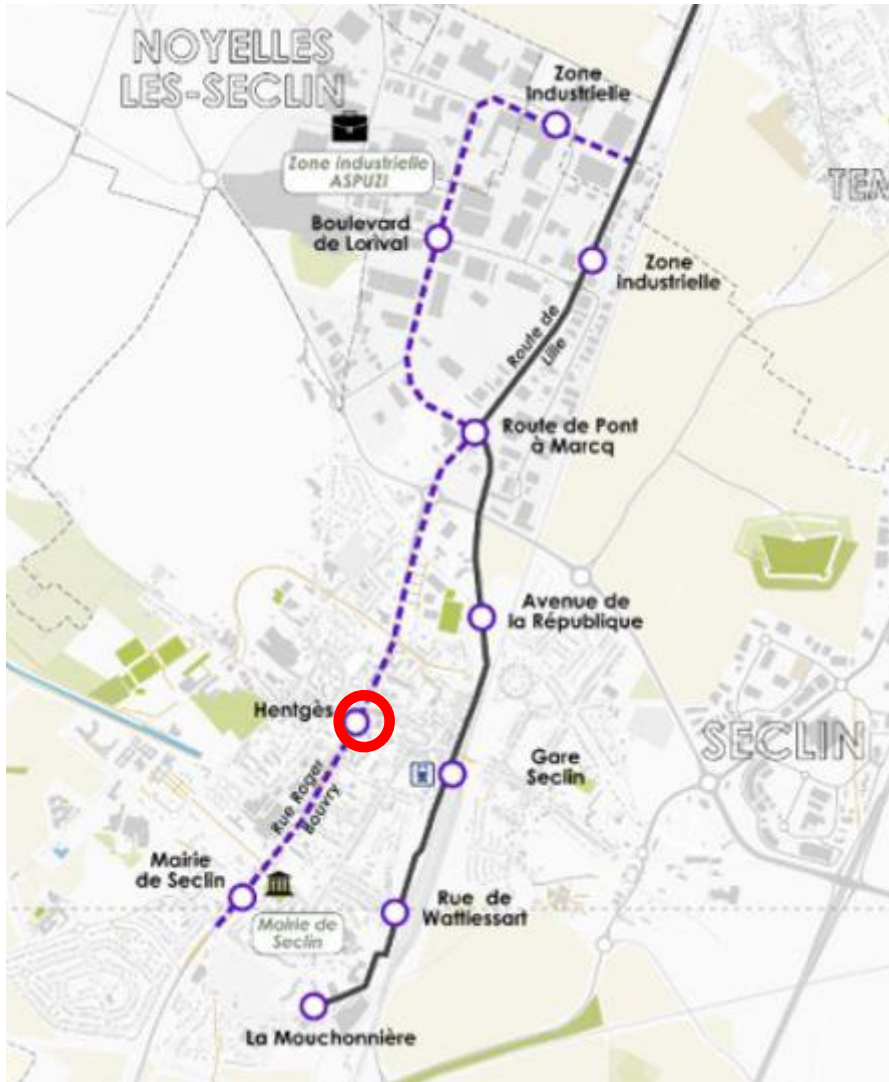 NOYELLES
LES-SECLIN
Zone
Industrielle
Zone industrielle
ASPUZI
TEM
Boulevard
de Lorival
Zone
industrielle
Route de
Lille
Route de Pont
à Marcq
Avenue de
la République
Hentgès
SECLIN
Gare
Seclin
Rue Roger
Bouvry
Mairie
de Seclin
Rue de
Wattiessart
Mairie de
Seclin
La Mouchonnière